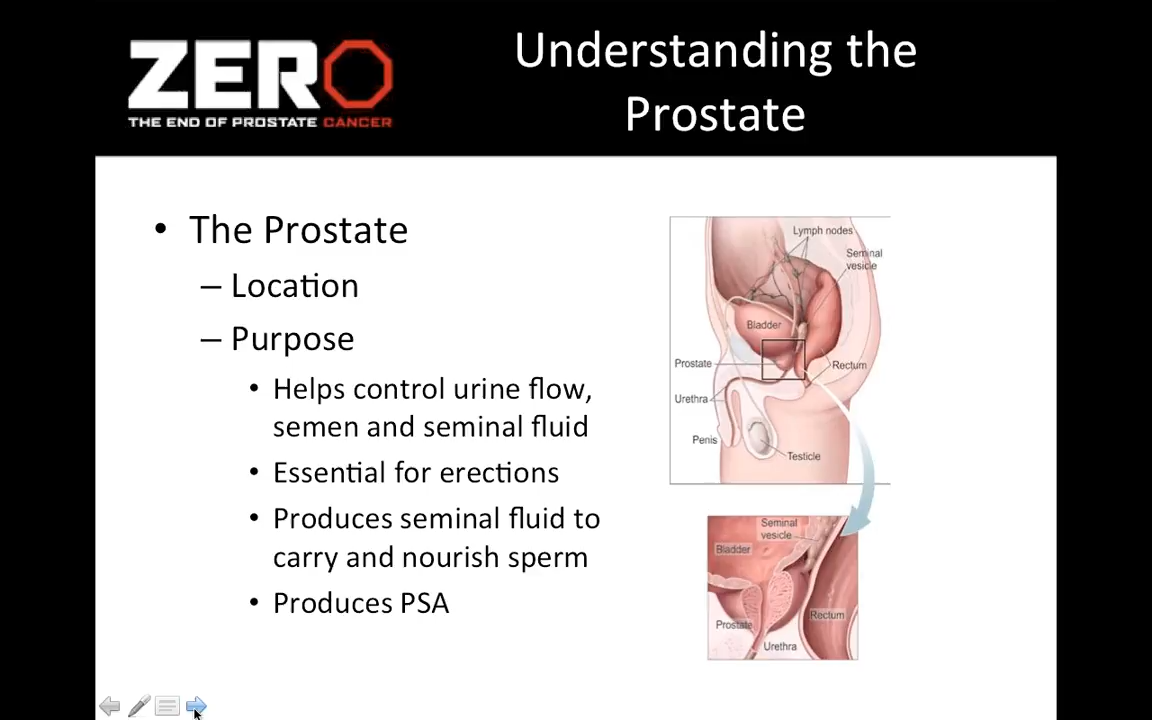 ZERO
THE END OF PROSTATE CANCER
Understanding the
Prostate
• The Prostate
– Location
– Purpose
• Helps control urine flow,
semen and seminal fluid
• Essential for erections
• Produces seminal fluid to
carry and nourish sperm
• Produces PSA
Lymph nodes
Seminal
vesicle
Bladder
Prostate
Rectum
Urethra
Penis
Testicle
Seminal
vesicle
Bladder
Rectum
Prostate
Urethra